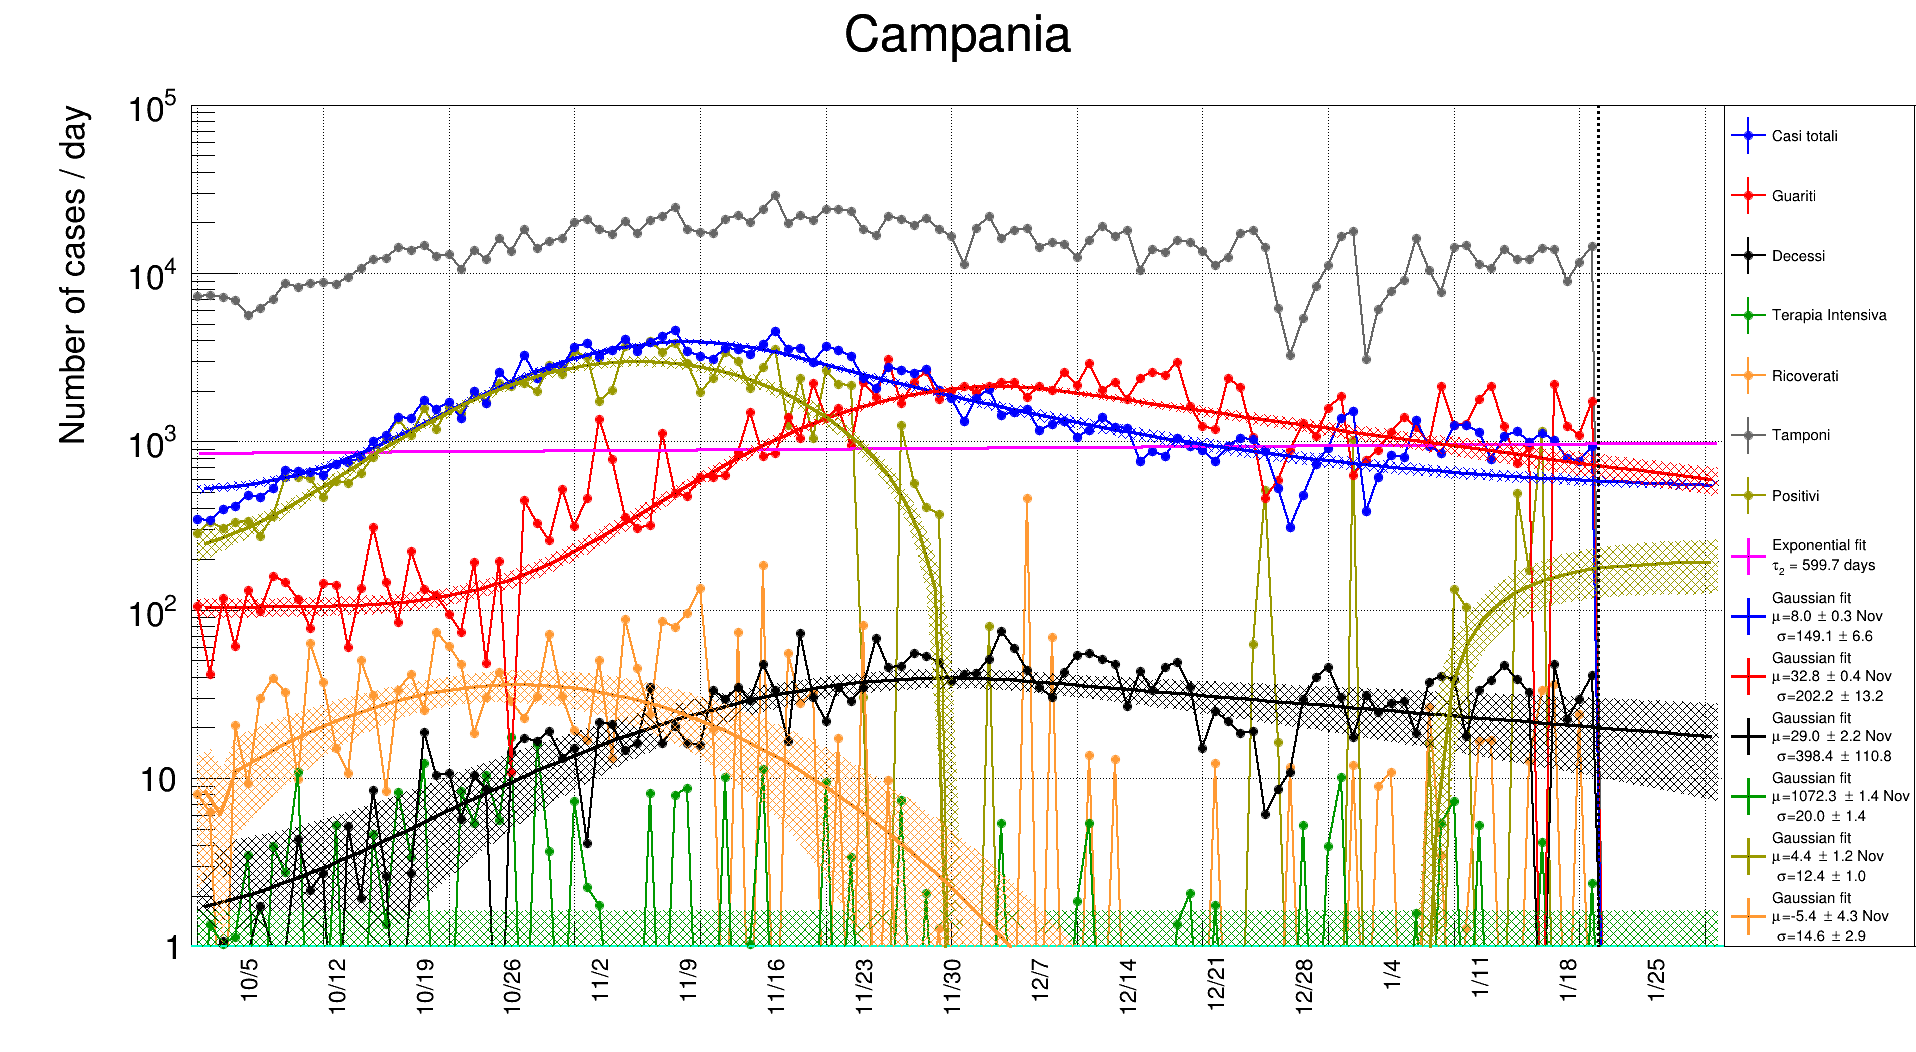 Campania
Number of cases / day
10^5
10^4
10^3
10^2
10
1
10/5
10/12
10/19
10/26
11/2
11/9
11/16
11/23
11/30
12/7
12/14
12/21
12/28
1/4
1/11
1/18
1/25
Casi totali
Guariti
Decessi
Terapia Intensiva
Ricoverati
Tamponi
Positivi
Exponential fit
τ₂ = 599.7 days
Gaussian fit
μ=8.0 ± 0.3 Nov
σ=149.1 ± 6.6
Gaussian fit
μ=32.8 ± 0.4 Nov
σ=202.2 ± 13.2
Gaussian fit
μ=29.0 ± 2.2 Nov
σ=398.4 ± 110.8
Gaussian fit
μ=1072.3 ± 1.4 Nov
σ=20.0 ± 1.4
Gaussian fit
μ=4.4 ± 1.2 Nov
σ=12.4 ± 1.0
Gaussian fit
μ=-5.4 ± 4.3 Nov
σ=14.6 ± 2.9